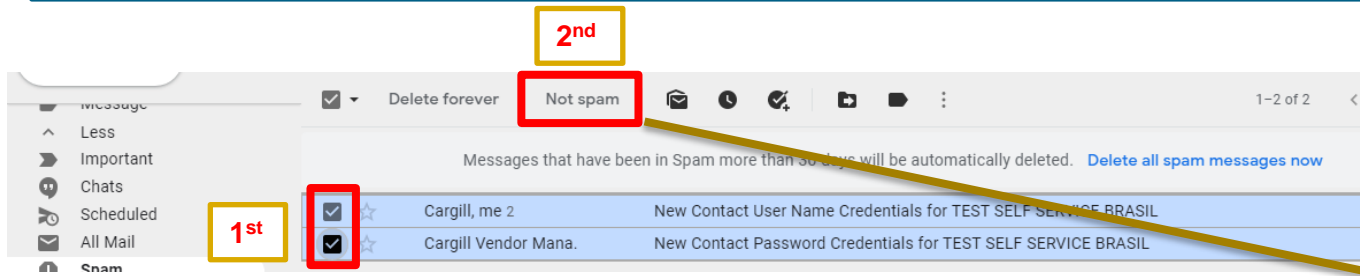 2nd
Message
Delete forever Not spam 1–2 of 2
Less
Important Messages that have been in Spam more than 30 days will be automatically deleted. Delete all spam messages now
Chats
Scheduled Cargill, me 2 New Contact User Name Credentials for TEST SELF SERVICE BRASIL
1st
All Mail Cargill Vendor Mana. New Contact Password Credentials for TEST SELF SERVICE BRASIL
Spam